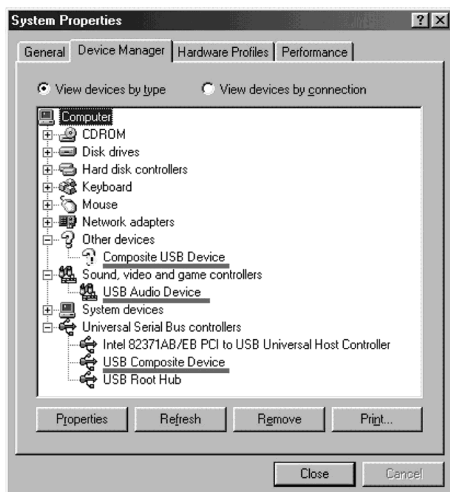 System Properties
General Device Manager Hardware Profiles Performance
View devices by type View devices by connection
Computer
CDROM
Disk drives
Hard disk controllers
Keyboard
Mouse
Network adapters
Other devices
Composite USB Device
Sound, video and game controllers
USB Audio Device
System devices
Universal Serial Bus controllers
Intel 82371AB/EB PCI to USB Universal Host Controller
USB Composite Device
USB Root Hub
Properties Refresh Remove Print...
Close Cancel